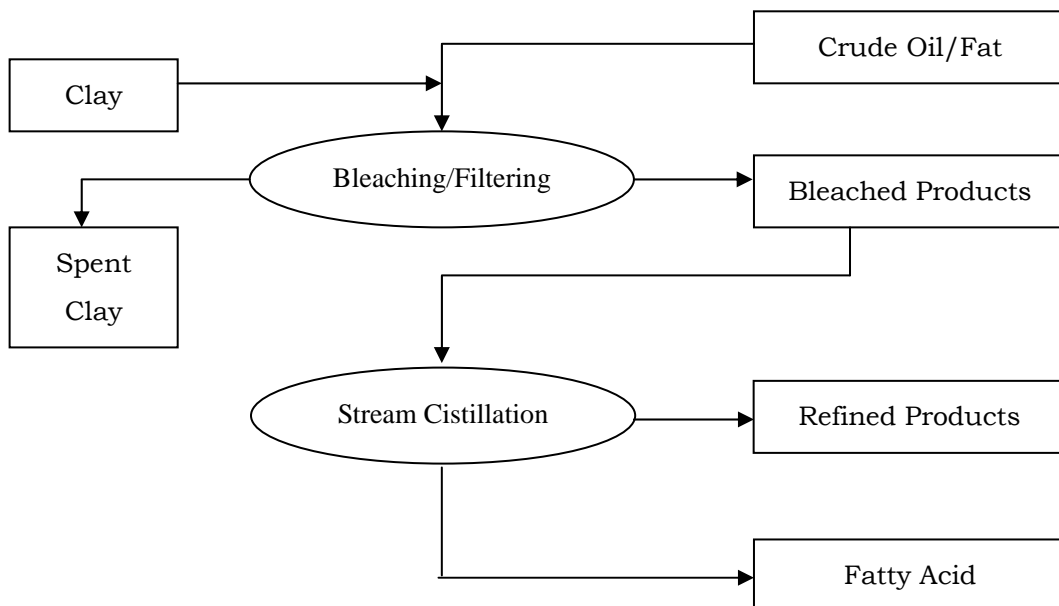 Crude Oil/Fat
Clay
Bleaching/Filtering
Bleached Products
Spent
Clay
Stream Cistillation
Refined Products
Fatty Acid